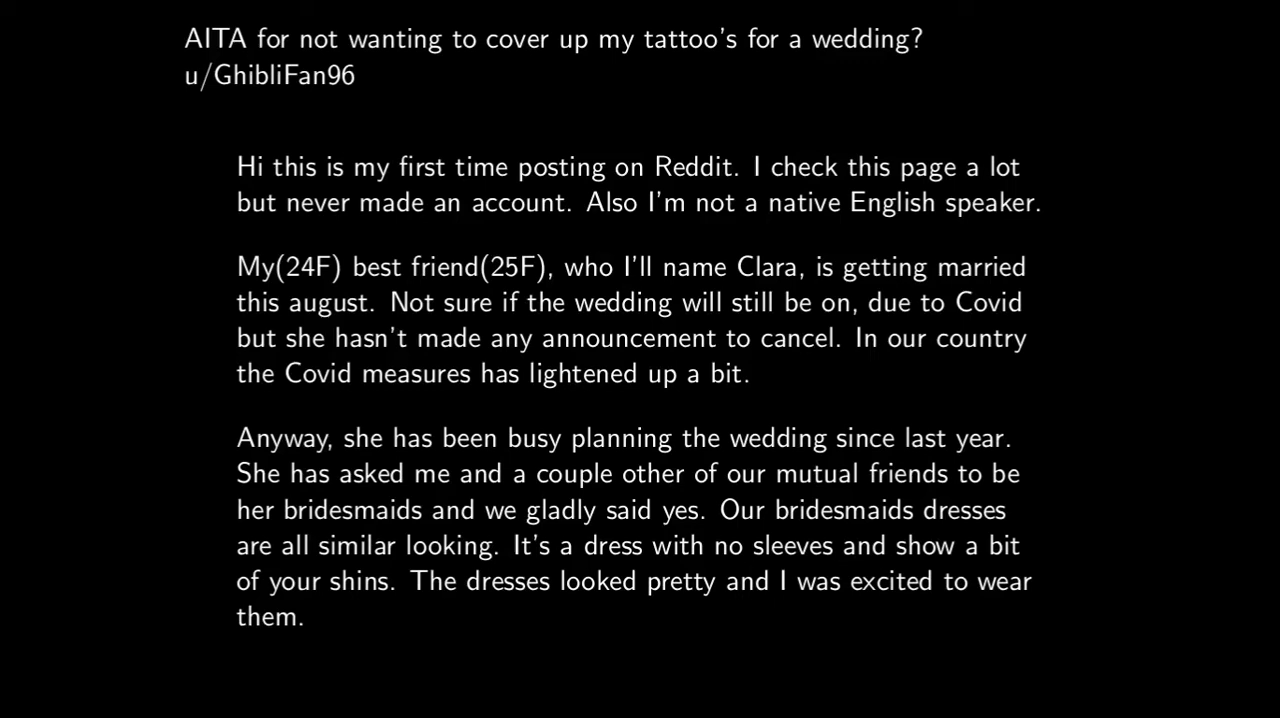 AITA for not wanting to cover up my tattoo's for a wedding?
u/GhibliFan96
Hi this is my first time posting on Reddit. I check this page a lot
but never made an account. Also I'm not a native English speaker.
My(24F) best friend(25F), who I'll name Clara, is getting married
this august. Not sure if the wedding will still be on, due to Covid
but she hasn't made any announcement to cancel. In our country
the Covid measures has lightened up a bit.
Anyway, she has been busy planning the wedding since last year.
She has asked me and a couple other of our mutual friends to be
her bridesmaids and we gladly said yes. Our bridesmaids dresses
are all similar looking. It's a dress with no sleeves and show a bit
of your shins. The dresses looked pretty and I was excited to wear
them.